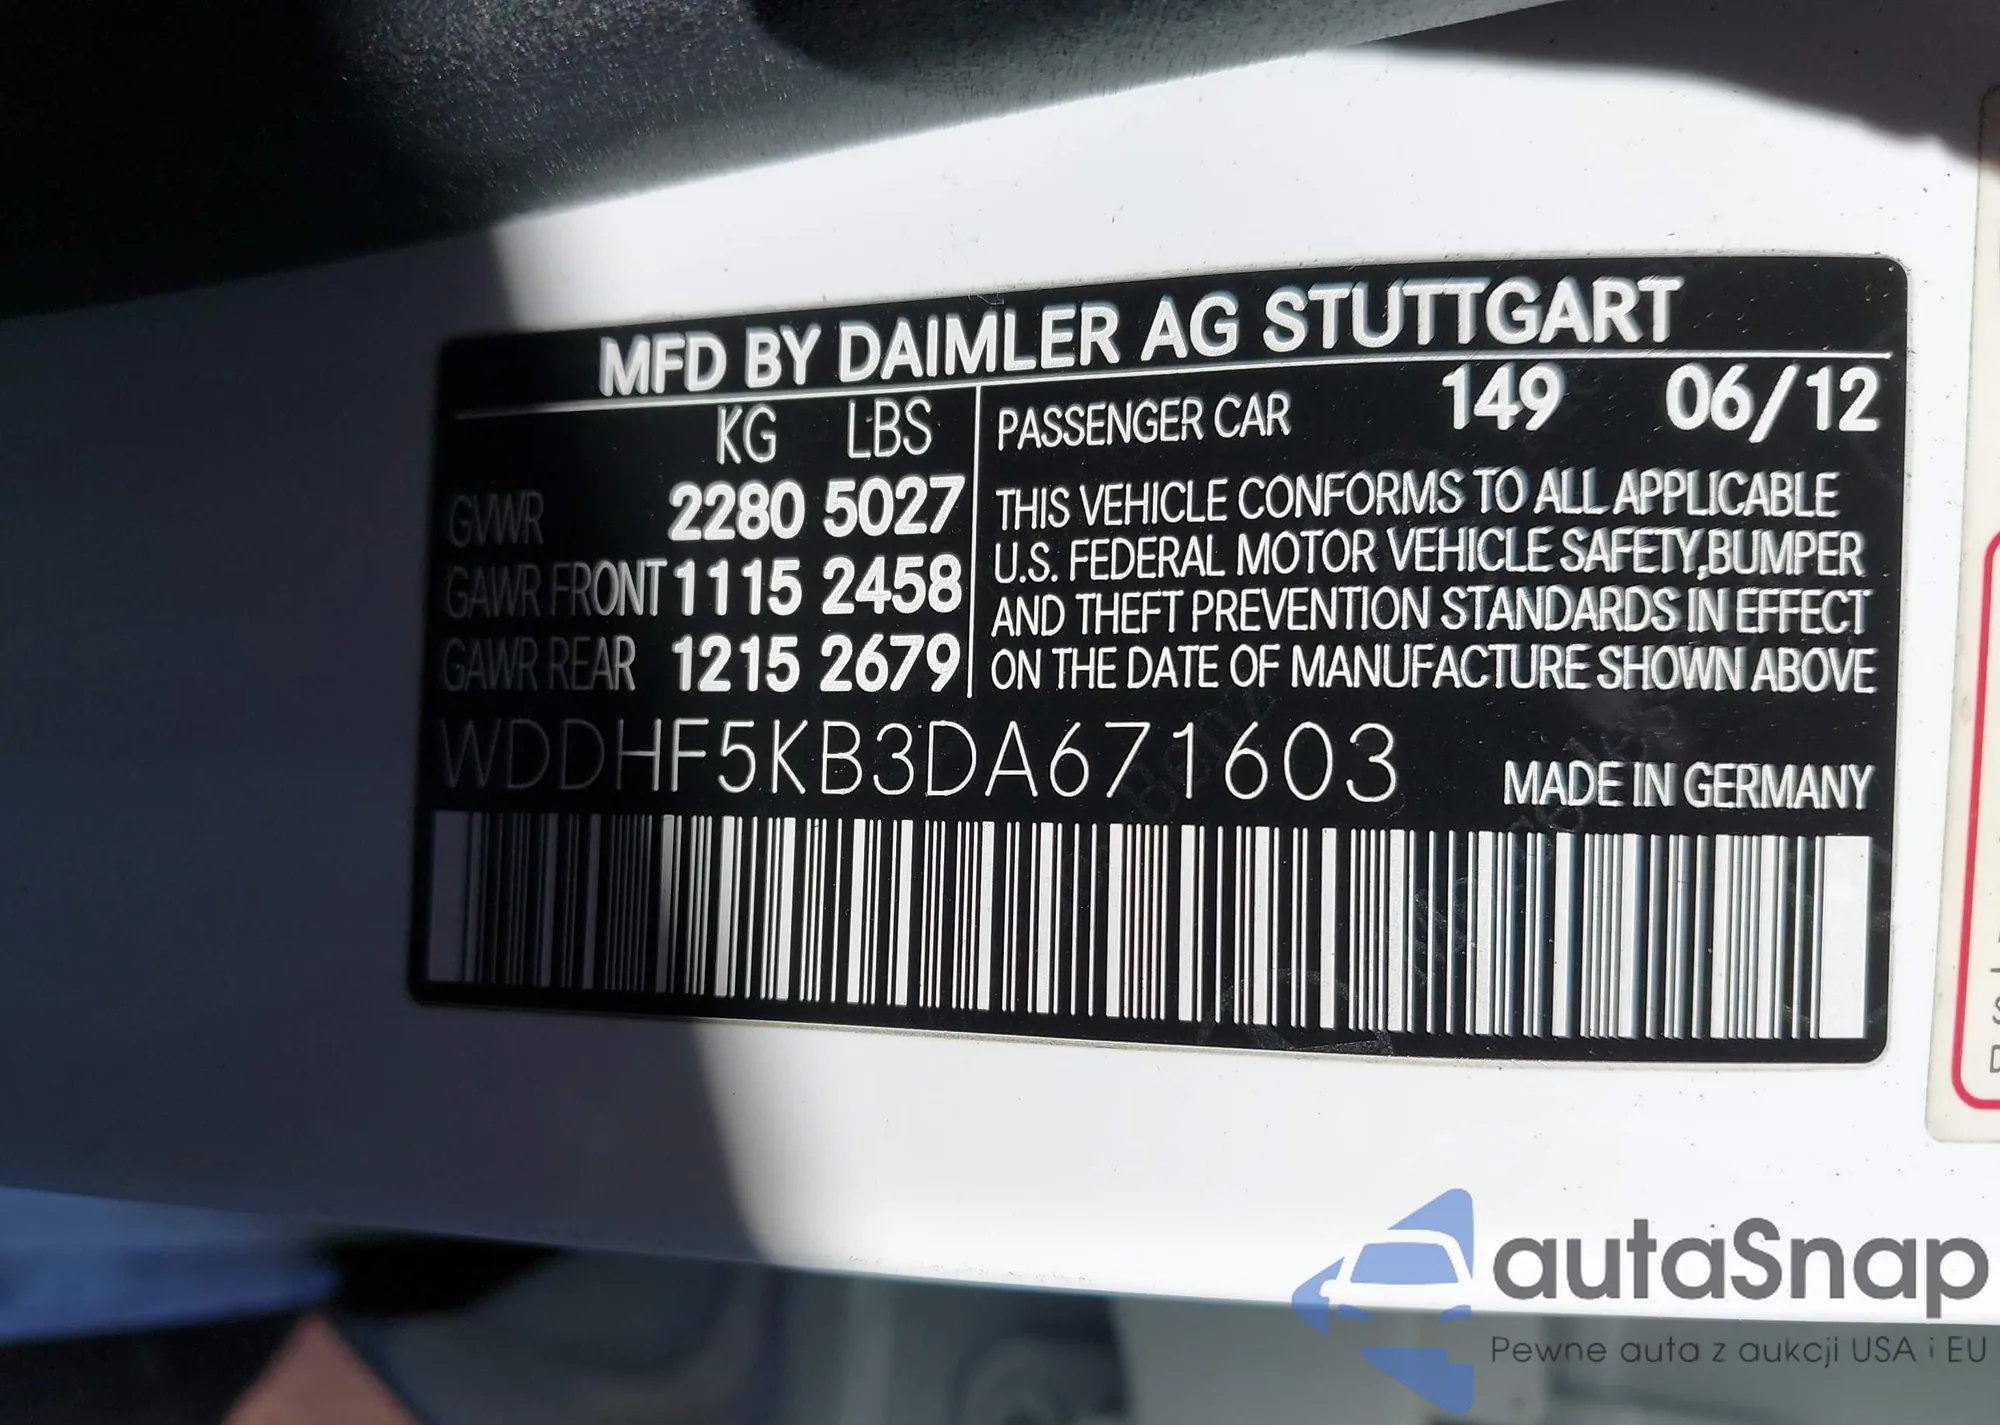 MFD BY DAIMLER AG STUTTGART
KG LBS
GVWR 2280 5027
GAWR FRONT 1115 2458
GAWR REAR 1215 2679
PASSENGER CAR 149 06/12
THIS VEHICLE CONFORMS TO ALL APPLICABLE
U.S. FEDERAL MOTOR VEHICLE SAFETY,BUMPER
AND THEFT PREVENTION STANDARDS IN EFFECT
ON THE DATE OF MANUFACTURE SHOWN ABOVE
WDDHF5KB3DA671603
MADE IN GERMANY
autaSnap
Pewne auta z aukcji USA i EU